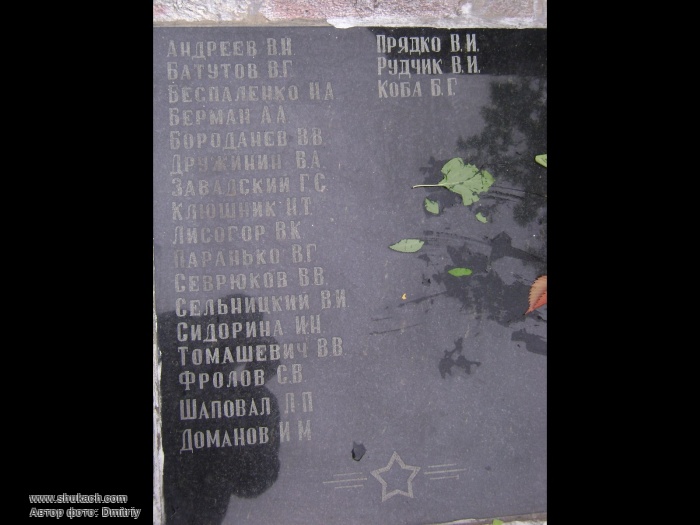 Андреев В.Н.
Батутов В.Г.
Беспаленко Н.А.
Берман А.А.
Бороданев В.В.
Дружинин В.А.
Завадский Г.С.
Клюшник Н.Т.
Лисогор В.К.
Паранько В.Г.
Севрюков В.В.
Сельницкий В.И.
Сидорина И.Н.
Томашевич В.В.
Фролов С.В.
Шаповал Л.П.
Доманов И.М.
Прядко В.И.
Рудчик В.И.
Коба Б.Г.
www.shukach.com
Автор фото: Dmitriy